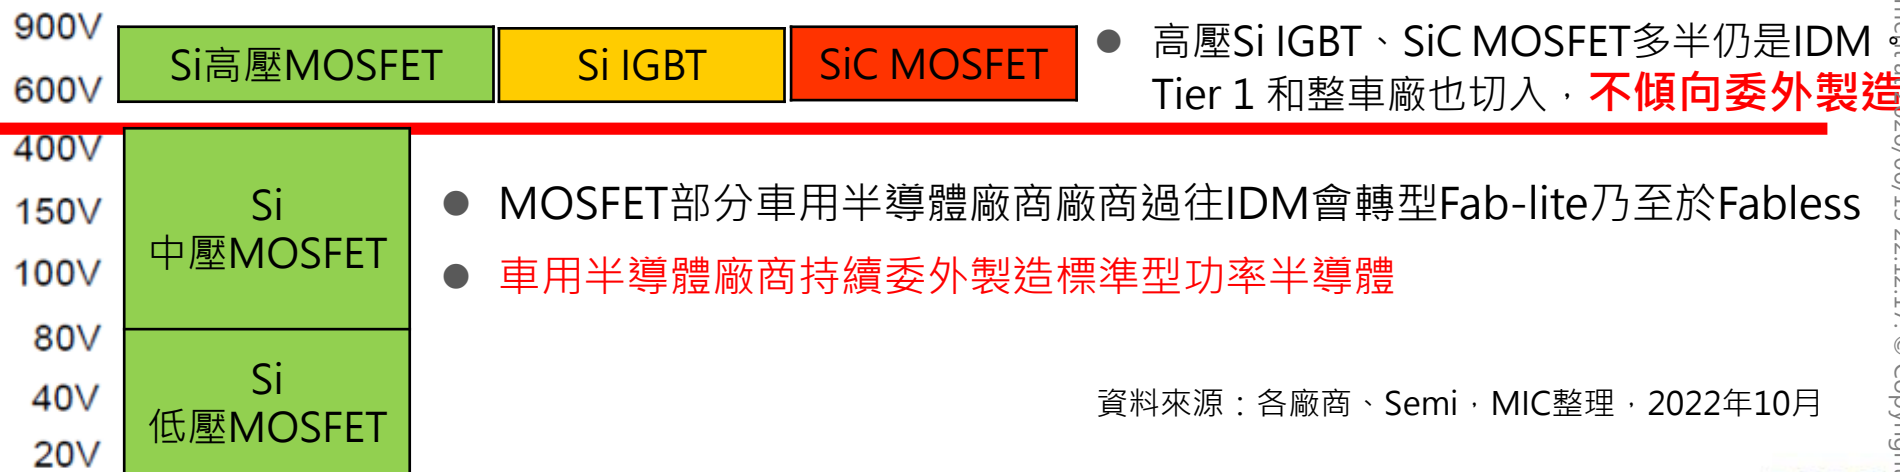 900V
Si高壓MOSFET
Si IGBT
SiC MOSFET
● 高壓Si IGBT、SiC MOSFET多半仍是IDM。
600V
Tier 1 和整車廠也切入，不傾向委外製造
400V
150V
Si
中壓MOSFET
● MOSFET部分車用半導體廠商廠商過往IDM會轉型Fab-lite乃至於Fabless
100V
● 車用半導體廠商持續委外製造標準型功率半導體
80V
Si
低壓MOSFET
40V
資料來源：各廠商、Semi，MIC整理，2022年10月
20V